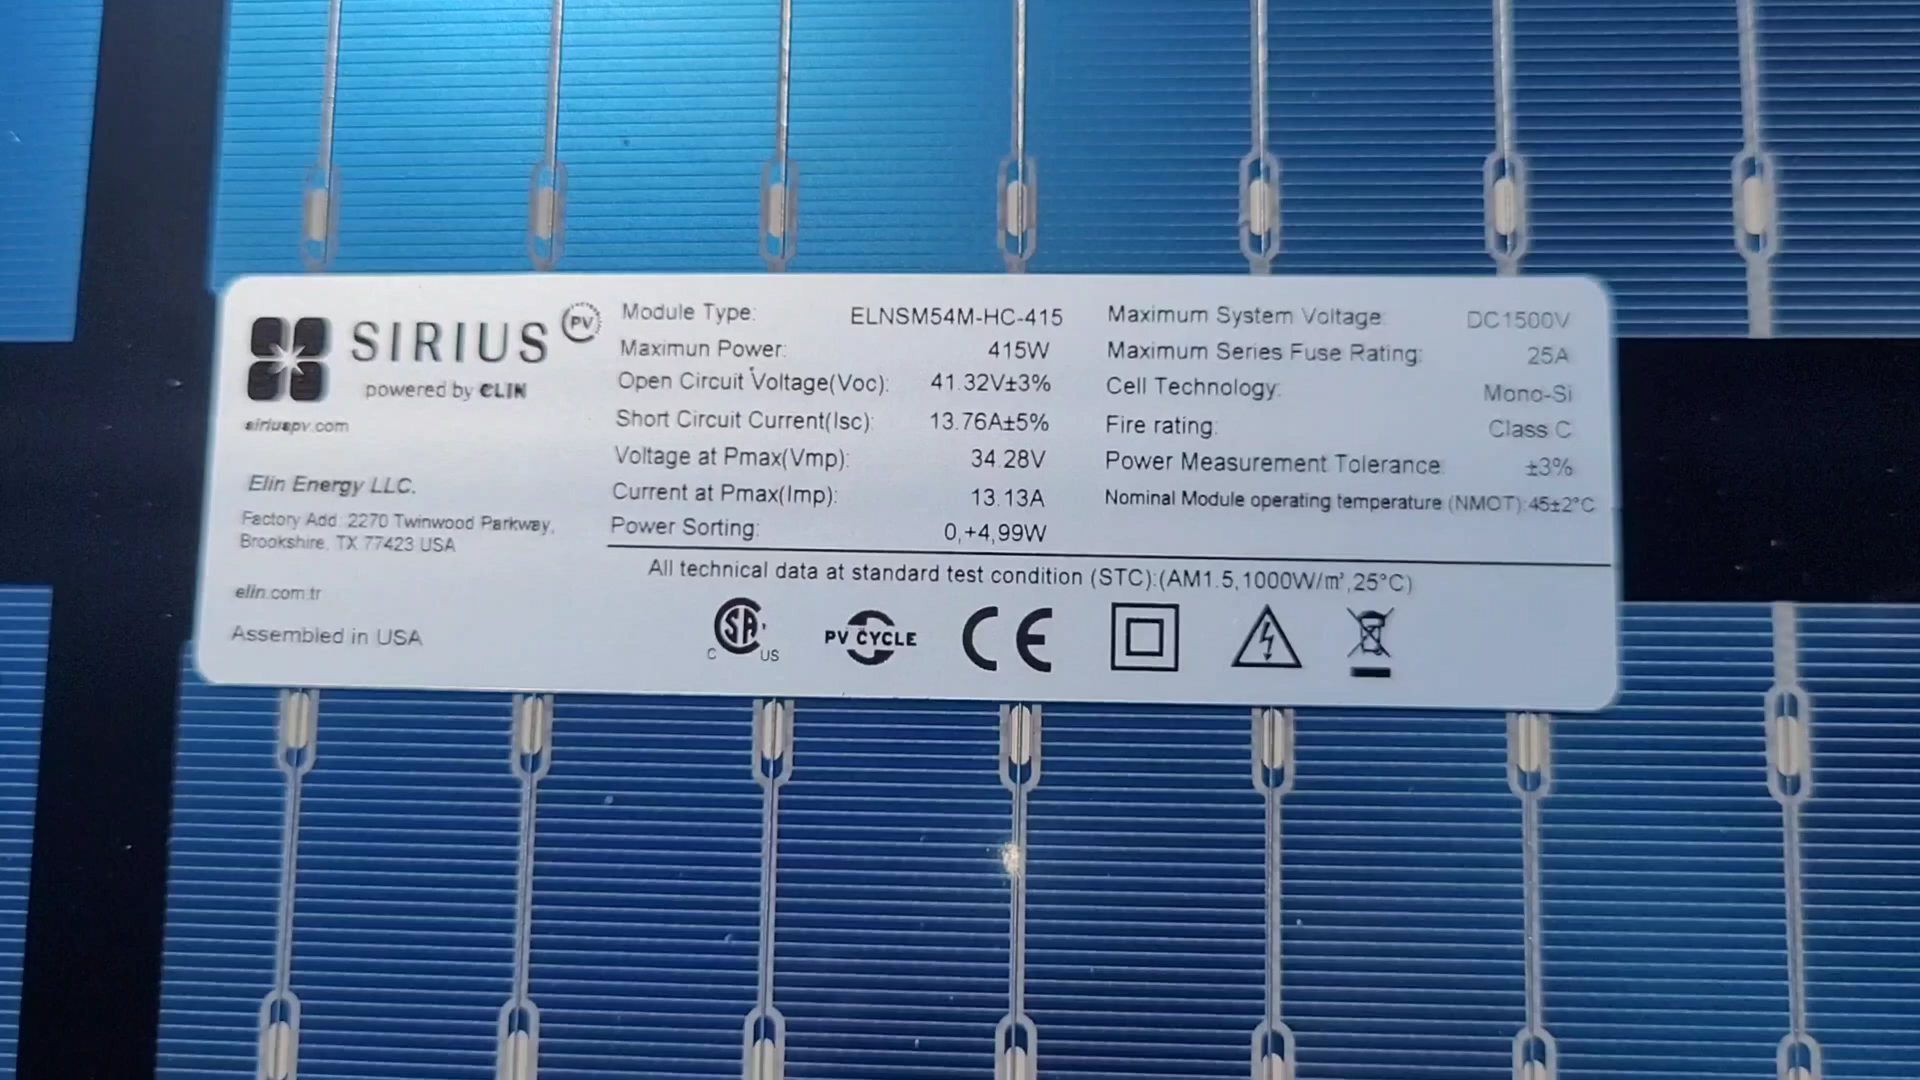 SIRIUS PV
powered by ELIN
siriuspv.com
Elin Energy LLC.
Factory Add: 2270 Twinwood Parkway,
Brookshire, TX 77423 USA
elin.com.tr
Assembled in USA
Module Type: ELNSM54M-HC-415
Maximun Power: 415W
Open Circuit Voltage(Voc): 41.32V±3%
Short Circuit Current(Isc): 13.76A±5%
Voltage at Pmax(Vmp): 34.28V
Current at Pmax(Imp): 13.13A
Power Sorting: 0,+4,99W
Maximum System Voltage: DC1500V
Maximum Series Fuse Rating: 25A
Cell Technology: Mono-Si
Fire rating: Class C
Power Measurement Tolerance: ±3%
Nominal Module operating temperature (NMOT):45±2°C
All technical data at standard test condition (STC):(AM1.5,1000W/m²,25°C)
C SA US
PV CYCLE
CE